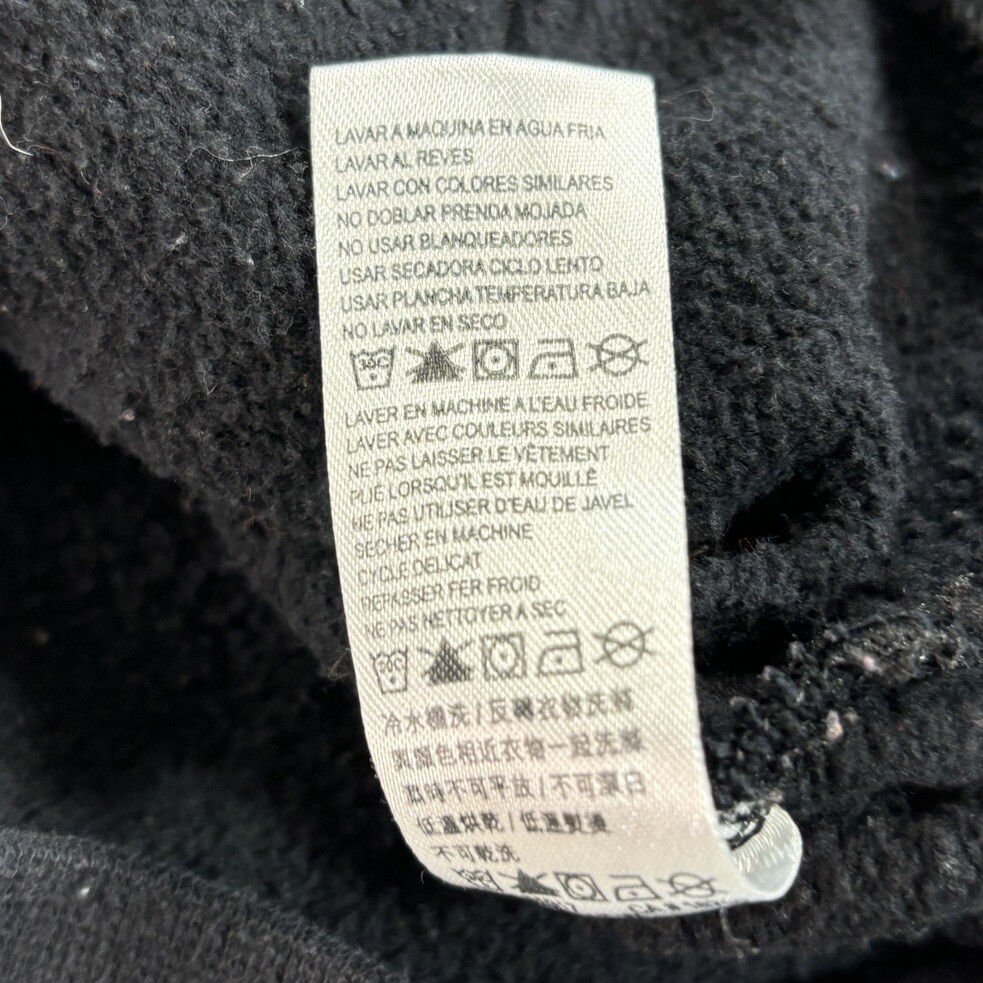 LAVAR A MAQUINA EN AGUA FRIA
LAVAR AL REVES
LAVAR CON COLORES SIMILARES
NO DOBLAR PRENDA MOJADA
NO USAR BLANQUEADORES
USAR SECADORA CICLO LENTO
USAR PLANCHA TEMPERATURA BAJA
NO LAVAR EN SECO
30C
LAVER EN MACHINE A L'EAU FROIDE
LAVER AVEC COULEURS SIMILAIRES
NE PAS LAISSER LE VÊTEMENT
PLIÉ LORSQU'IL EST MOUILLÉ
NE PAS UTILISER D'EAU DE JAVEL
SECHER EN MACHINE
CYCLE DELICAT
REPASSER FER FROID
NE PAS NETTOYER A SEC
30C
冷水機洗/反轉衣物洗滌
與顏色相近衣物一起洗滌
濕時不可平放/不可漂白
低溫烘乾/低溫熨燙
不可乾洗